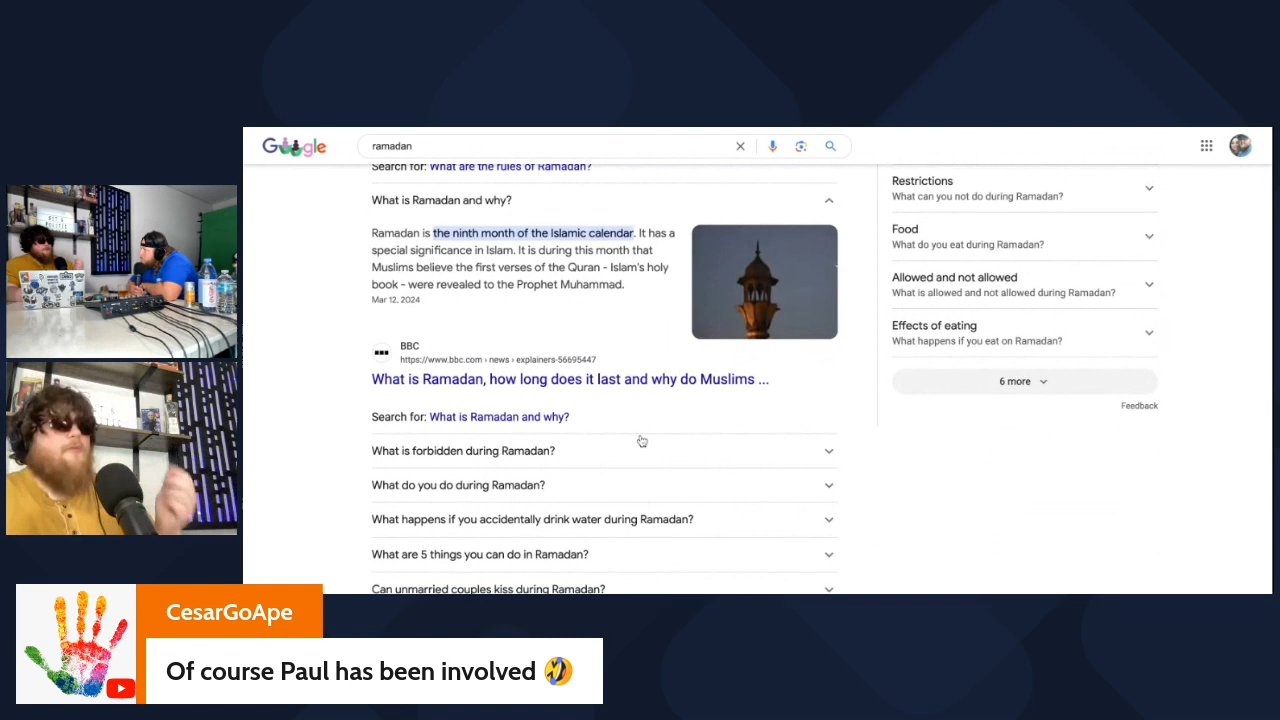 Google
ramadan
Search for: What are the rules of Ramadan?
What is Ramadan and why?
Ramadan is the ninth month of the Islamic calendar. It has a
special significance in Islam. It is during this month that
Muslims believe the first verses of the Quran - Islam's holy
book - were revealed to the Prophet Muhammad.
Mar 12, 2024
BBC
https://www.bbc.com › news › explainers-56695447
What is Ramadan, how long does it last and why do Muslims ...
Search for: What is Ramadan and why?
What is forbidden during Ramadan?
What do you do during Ramadan?
What happens if you accidentally drink water during Ramadan?
What are 5 things you can do in Ramadan?
Can unmarried couples kiss during Ramadan?
Restrictions
What can you not do during Ramadan?
Food
What do you eat during Ramadan?
Allowed and not allowed
What is allowed and not allowed during Ramadan?
Effects of eating
What happens if you eat on Ramadan?
6 more
Feedback
CesarGoApe
Of course Paul has been involved 🤣